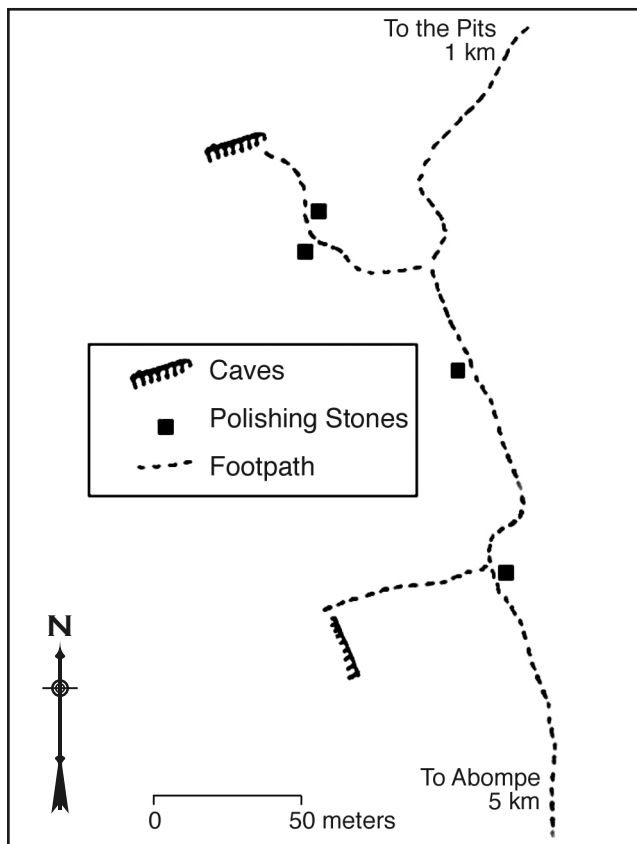 To the Pits
1 km
Caves
Polishing Stones
Footpath
N
To Abompe
5 km
0 50 meters